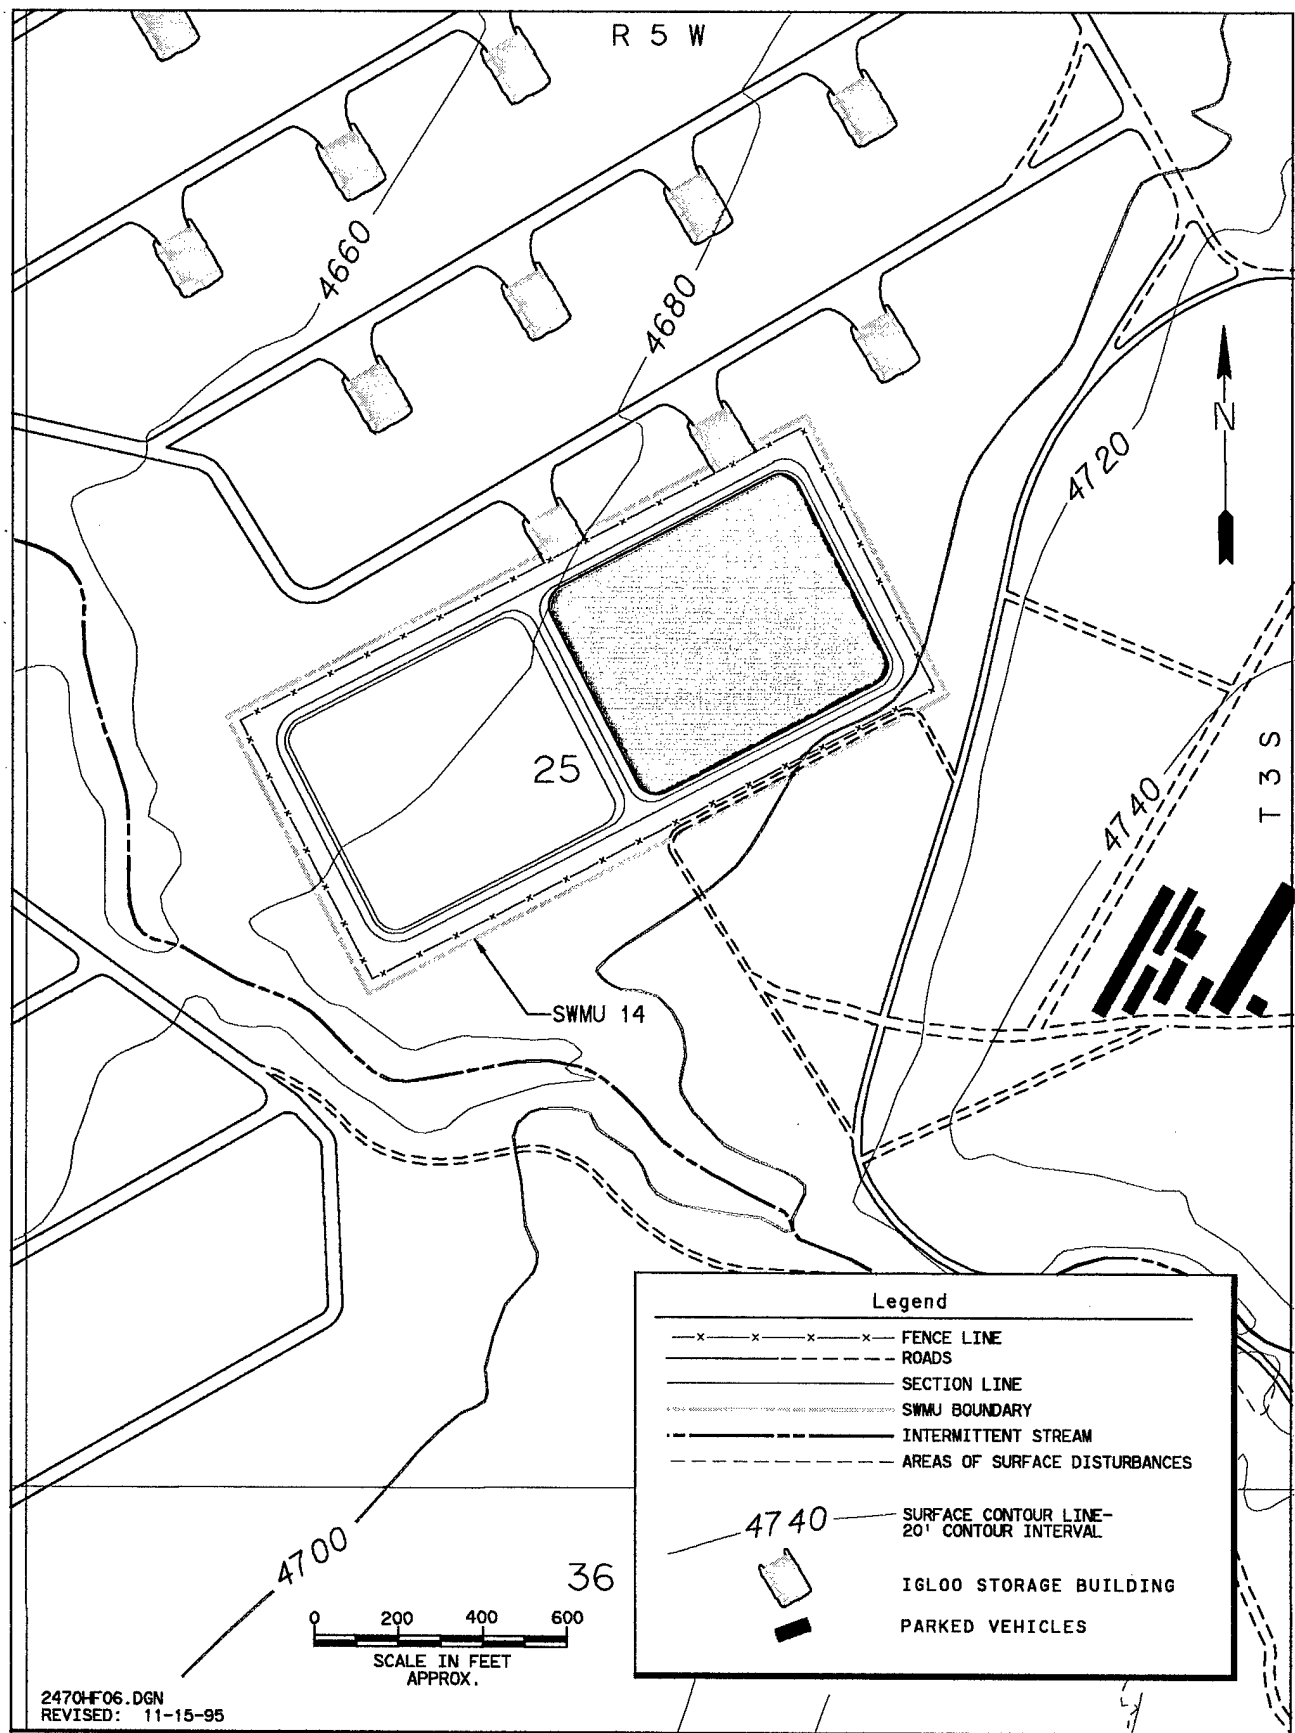 R 5 W
4660
4680
N
4720
T 3 S
25
4740
SWMU 14
Legend
FENCE LINE
ROADS
SECTION LINE
SWMU BOUNDARY
INTERMITTENT STREAM
AREAS OF SURFACE DISTURBANCES
4740
SURFACE CONTOUR LINE-
20' CONTOUR INTERVAL
IGLOO STORAGE BUILDING
PARKED VEHICLES
4700
36
0 200 400 600
SCALE IN FEET
APPROX.
2470HF06.DGN
REVISED: 11-15-95